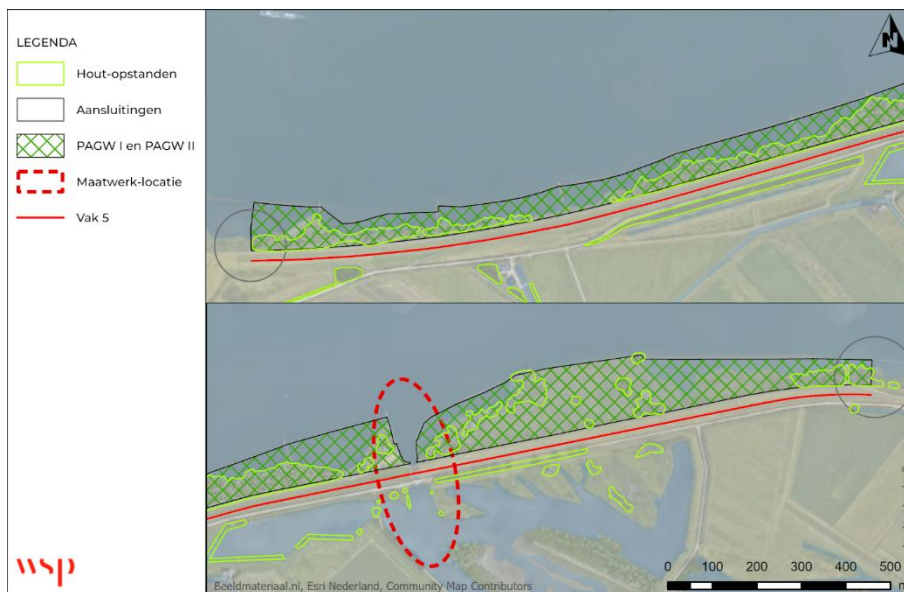 LEGENDA
Hout-opstanden
Aansluitingen
PAGW I en PAGW II
Maatwerk-locatie
Vak 5
N
wsp
Beeldmateriaal.nl, Esri Nederland, Community Map Contributors
0 100 200 300 400 500
m